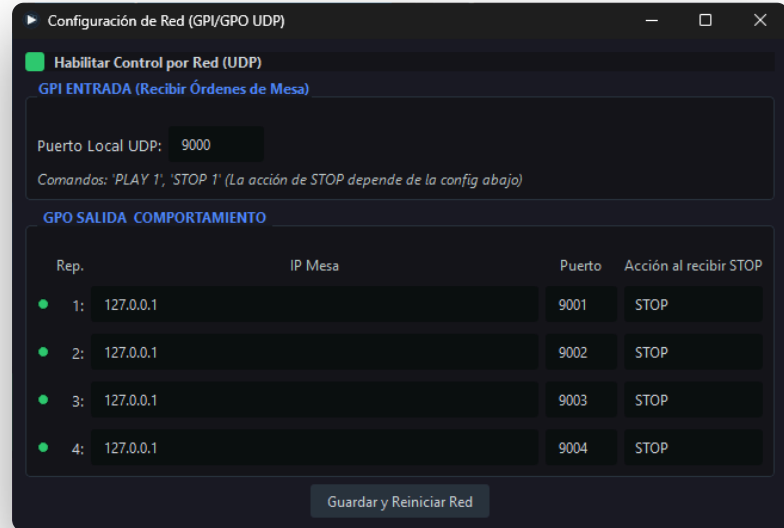 Configuración de Red (GPI/GPO UDP)
Habilitar Control por Red (UDP)
GPI ENTRADA (Recibir Órdenes de Mesa)
Puerto Local UDP: 9000
Comandos: 'PLAY 1', 'STOP 1' (La acción de STOP depende de la config abajo)
GPO SALIDA COMPORTAMIENTO
Rep. IP Mesa Puerto Acción al recibir STOP
1: 127.0.0.1 9001 STOP
2: 127.0.0.1 9002 STOP
3: 127.0.0.1 9003 STOP
4: 127.0.0.1 9004 STOP
Guardar y Reiniciar Red